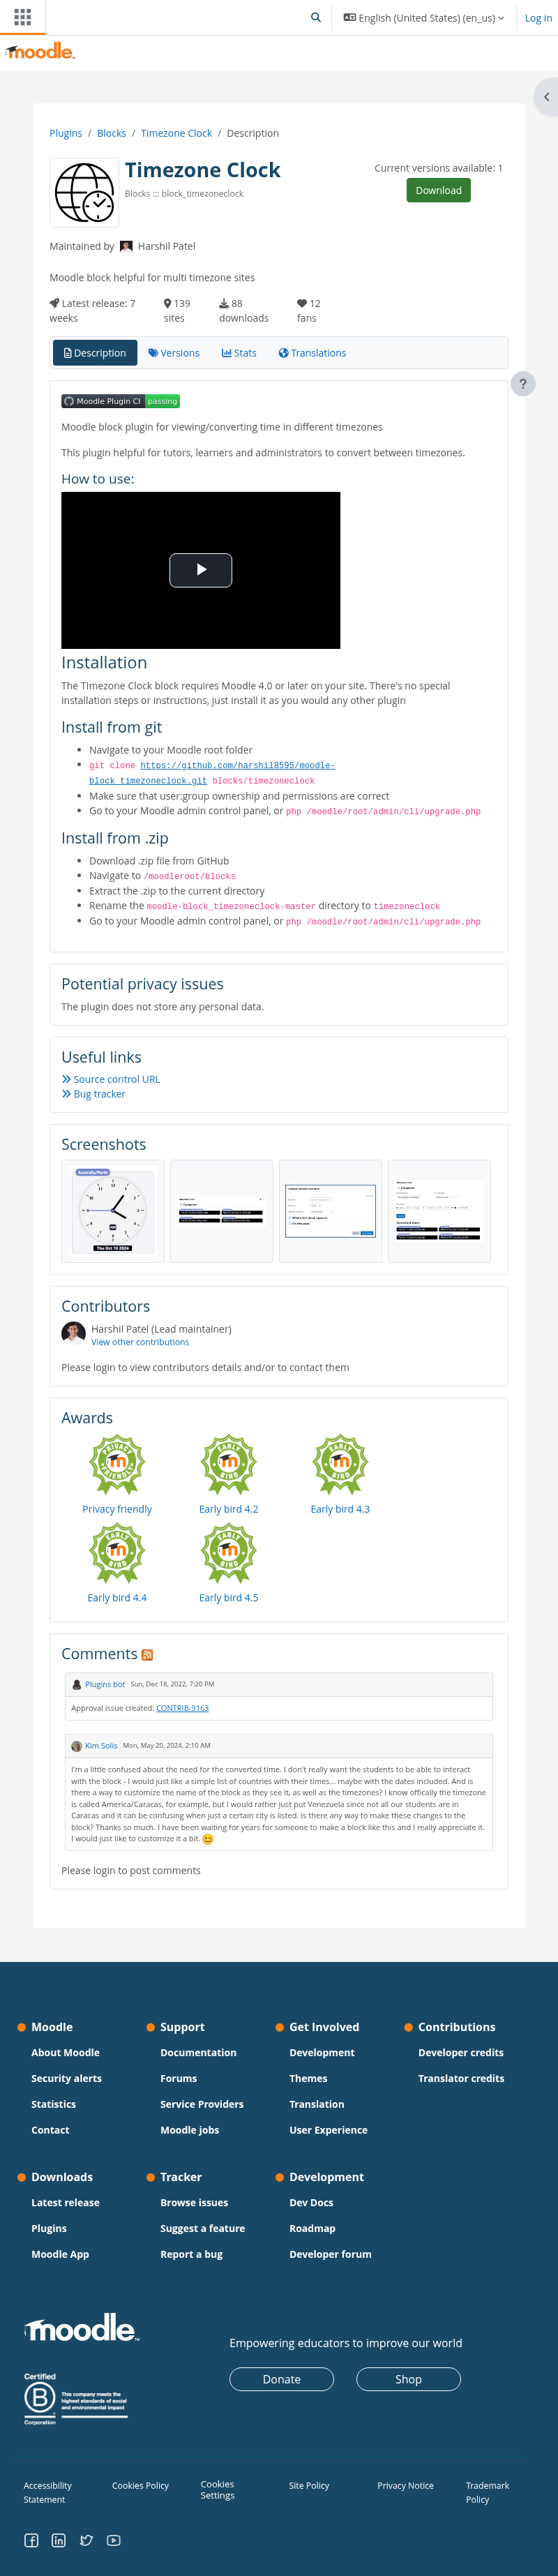 English (United States) (en_us)
Log in
moodle
Plugins / Blocks / Timezone Clock / Description
Timezone Clock
Blocks ::: block_timezoneclock
Current versions available: 1
Download
Maintained by Harshil Patel
Moodle block helpful for multi timezone sites
Latest release: 7 weeks
139 sites
88 downloads
12 fans
Description
Versions
Stats
Translations
?
Moodle Plugin CI passing
Moodle block plugin for viewing/converting time in different timezones
This plugin helpful for tutors, learners and administrators to convert between timezones.
How to use:
Installation
The TImezone Clock block requires Moodle 4.0 or later on your site. There's no special
installation steps or instructions, just install it as you would any other plugin
Install from git
Navigate to your Moodle root folder
git clone https://github.com/harshil8595/moodle-
block_timezoneclock.git blocks/timezoneclock
Make sure that user:group ownership and permissions are correct
Go to your Moodle admin control panel, or php /moodle/root/admin/cli/upgrade.php
Install from .zip
Download .zip file from GitHub
Navigate to /moodleroot/blocks
Extract the .zip to the current directory
Rename the moodle-block_timezoneclock-master directory to timezoneclock
Go to your Moodle admin control panel, or php /moodle/root/admin/cli/upgrade.php
Potential privacy issues
The plugin does not store any personal data.
Useful links
Source control URL
Bug tracker
Screenshots
Australia/Perth
AM
Thu Oct 10 2024
Contributors
Harshil Patel (Lead maintainer)
View other contributions
Please login to view contributors details and/or to contact them
Awards
PRIVACY FRIENDLY
EARLY BIRD
EARLY BIRD
Privacy friendly
Early bird 4.2
Early bird 4.3
EARLY BIRD
EARLY BIRD
Early bird 4.4
Early bird 4.5
Comments
Plugins bot Sun, Dec 18, 2022, 7:20 PM
Approval issue created: CONTRIB-9163
Kim Solis Mon, May 20, 2024, 2:10 AM
I'm a little confused about the need for the converted time. I don't really want the students to be able to interact
with the block - I would just like a simple list of countries with their times... maybe with the dates included. And is
there a way to customize the name of the block as they see it, as well as the timezones? I know offically the timezone
is called America/Caracas, for example, but I would rather just put Venezuela since not all our students are in
Caracas and it can be confusing when just a certain city is listed. Is there any way to make these changes to the
block? Thanks so much. I have been waiting for years for someone to make a block like this and I really appreciate it.
I would just like to customize it a bit. 😊
Please login to post comments
Moodle
About Moodle
Security alerts
Statistics
Contact
Support
Documentation
Forums
Service Providers
Moodle jobs
Get Involved
Development
Themes
Translation
User Experience
Contributions
Developer credits
Translator credits
Downloads
Latest release
Plugins
Moodle App
Tracker
Browse issues
Suggest a feature
Report a bug
Development
Dev Docs
Roadmap
Developer forum
moodle™
Certified
B
Corporation
This company meets the
highest standards of social
and environmental impact
Empowering educators to improve our world
Donate
Shop
Accessibility Statement
Cookies Policy
Cookies Settings
Site Policy
Privacy Notice
Trademark Policy